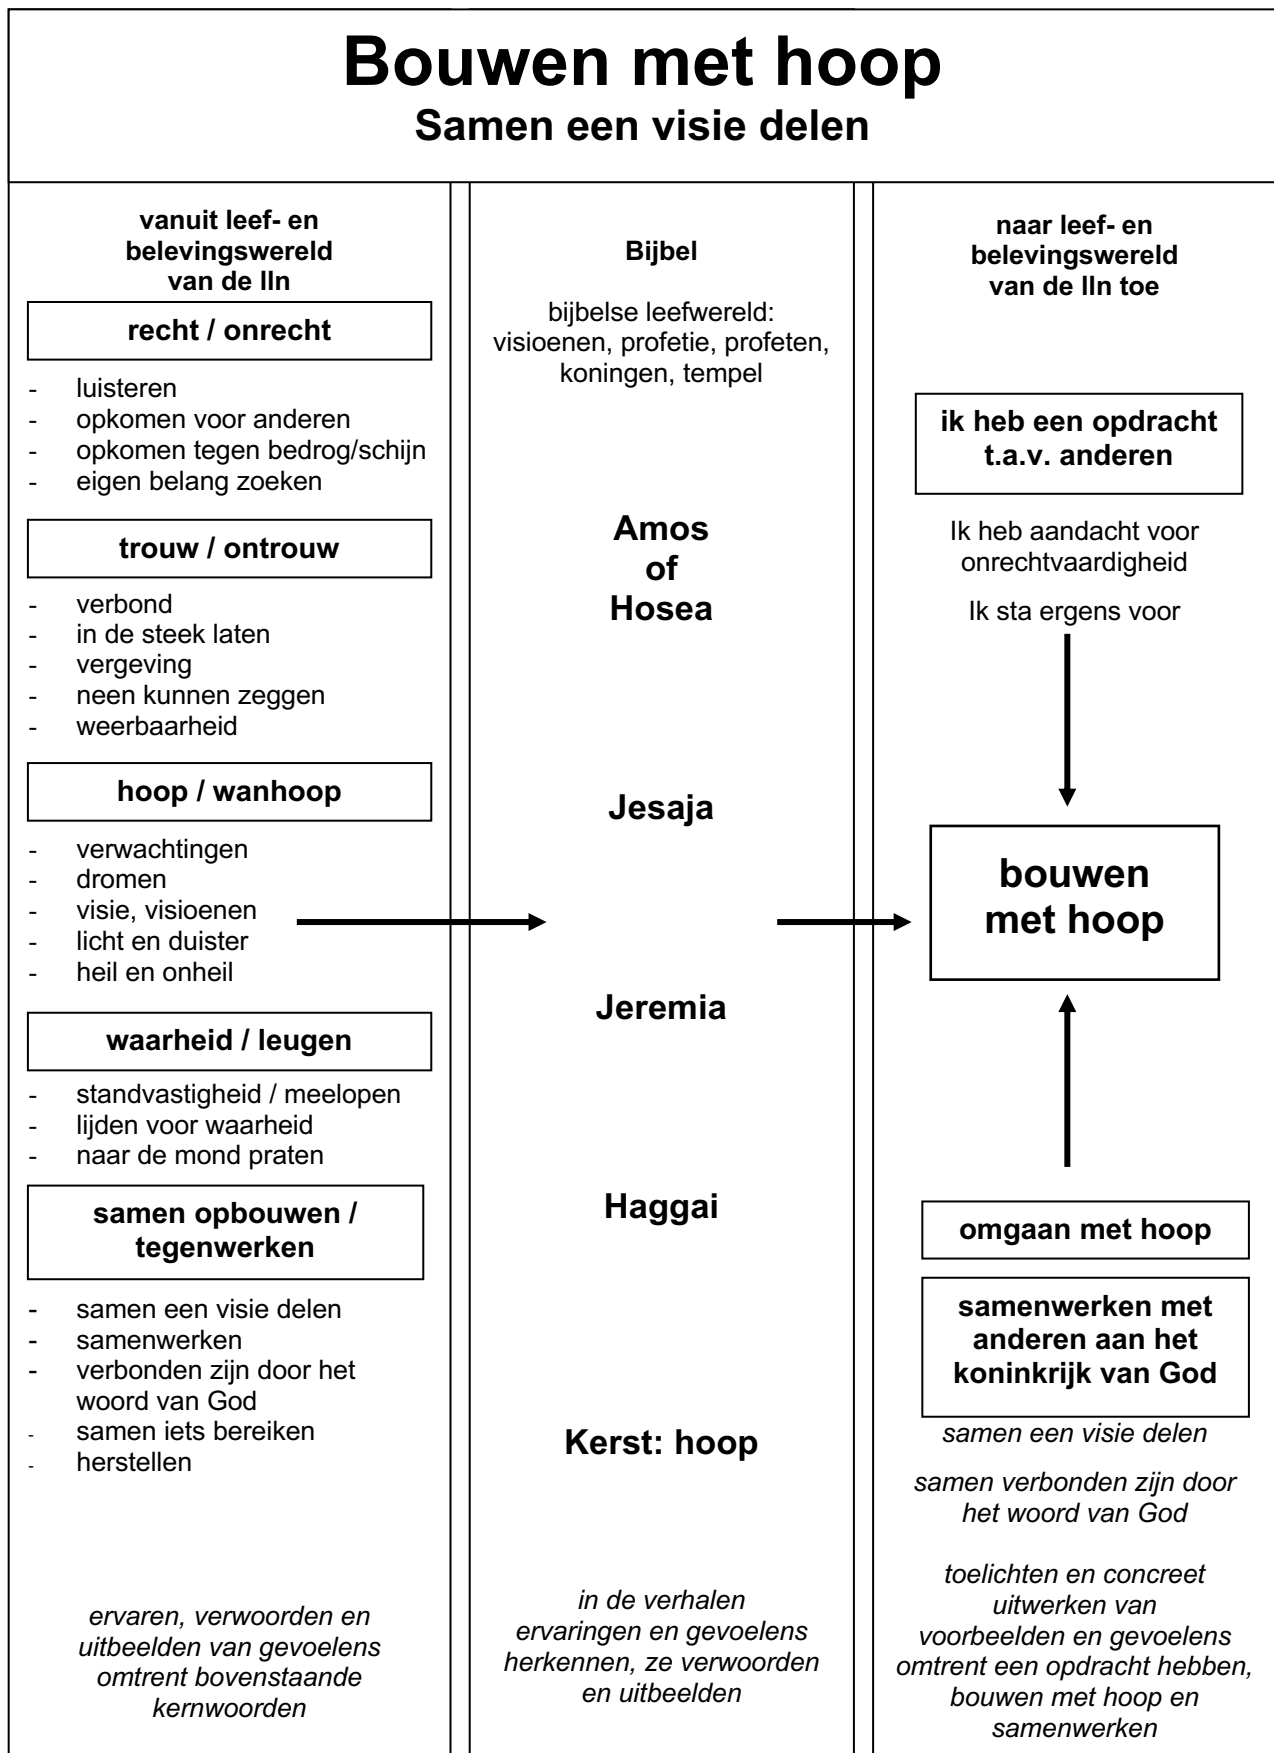 Bouwen met hoop
Samen een visie delen
vanuit leef- en
belevingswereld
van de lln
recht / onrecht
- luisteren
- opkomen voor anderen
- opkomen tegen bedrog/schijn
- eigen belang zoeken
trouw / ontrouw
- verbond
- in de steek laten
- vergeving
- neen kunnen zeggen
- weerbaarheid
hoop / wanhoop
- verwachtingen
- dromen
- visie, visioenen
- licht en duister
- heil en onheil
waarheid / leugen
- standvastigheid / meelopen
- lijden voor waarheid
- naar de mond praten
samen opbouwen /
tegenwerken
- samen een visie delen
- samenwerken
- verbonden zijn door het
woord van God
- samen iets bereiken
- herstellen
ervaren, verwoorden en
uitbeelden van gevoelens
omtrent bovenstaande
kernwoorden
Bijbel
bijbelse leefwereld:
visioenen, profetie, profeten,
koningen, tempel
Amos
of
Hosea
Jesaja
Jeremia
Haggai
Kerst: hoop
in de verhalen
ervaringen en gevoelens
herkennen, ze verwoorden
en uitbeelden
naar leef- en
belevingswereld
van de lln toe
ik heb een opdracht
t.a.v. anderen
Ik heb aandacht voor
onrechtvaardigheid
Ik sta ergens voor
bouwen
met hoop
omgaan met hoop
samenwerken met
anderen aan het
koninkrijk van God
samen een visie delen
samen verbonden zijn door
het woord van God
toelichten en concreet
uitwerken van
voorbeelden en gevoelens
omtrent een opdracht hebben,
bouwen met hoop en
samenwerken